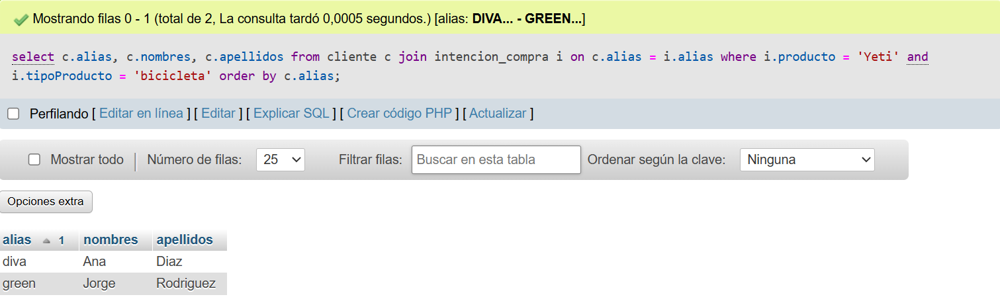 Mostrando filas 0 - 1 (total de 2, La consulta tardó 0,0005 segundos.) [alias: DIVA... - GREEN...]
select c.alias, c.nombres, c.apellidos from cliente c join intencion_compra i on c.alias = i.alias where i.producto = 'Yeti' and
i.tipoProducto = 'bicicleta' order by c.alias;
Perfilando [ Editar en línea ] [ Editar ] [ Explicar SQL ] [ Crear código PHP ] [ Actualizar ]
Mostrar todo | Número de filas: 25 Filtrar filas: Buscar en esta tabla Ordenar según la clave: Ninguna
Opciones extra
alias 1 nombres apellidos
diva Ana Diaz
green Jorge Rodriguez